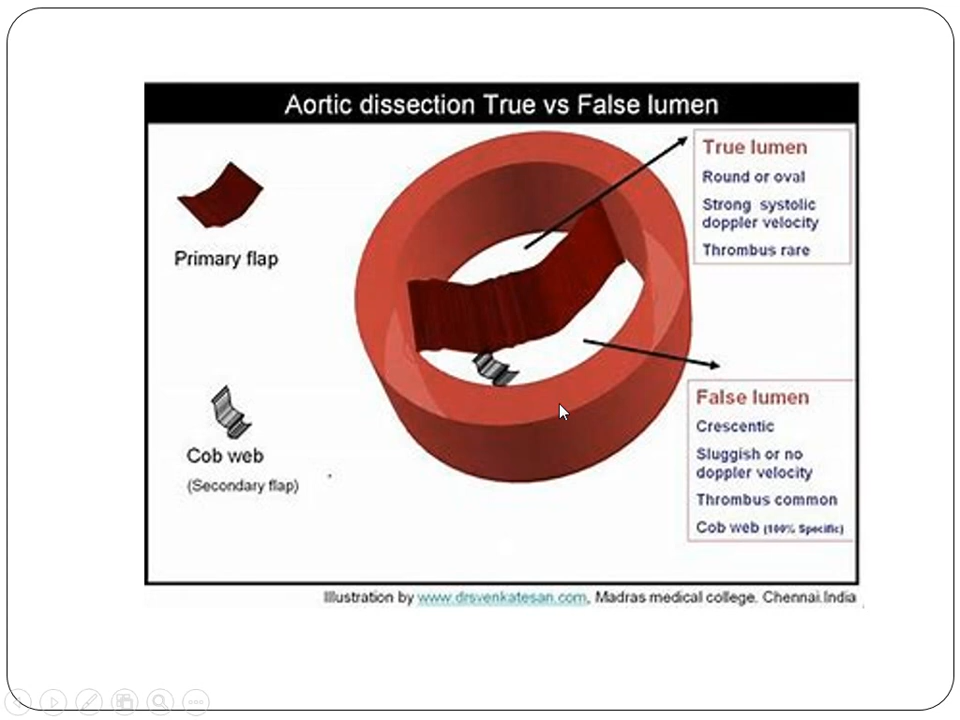 Aortic dissection True vs False lumen
True lumen
Round or oval
Strong systolic
doppler velocity
Thrombus rare
Primary flap
False lumen
Crescentic
Sluggish or no
doppler velocity
Thrombus common
Cob web (100% Specific)
Cob web
(Secondary flap)
Illustration by www.drsvenkatesan.com, Madras medical college. Chennai.India